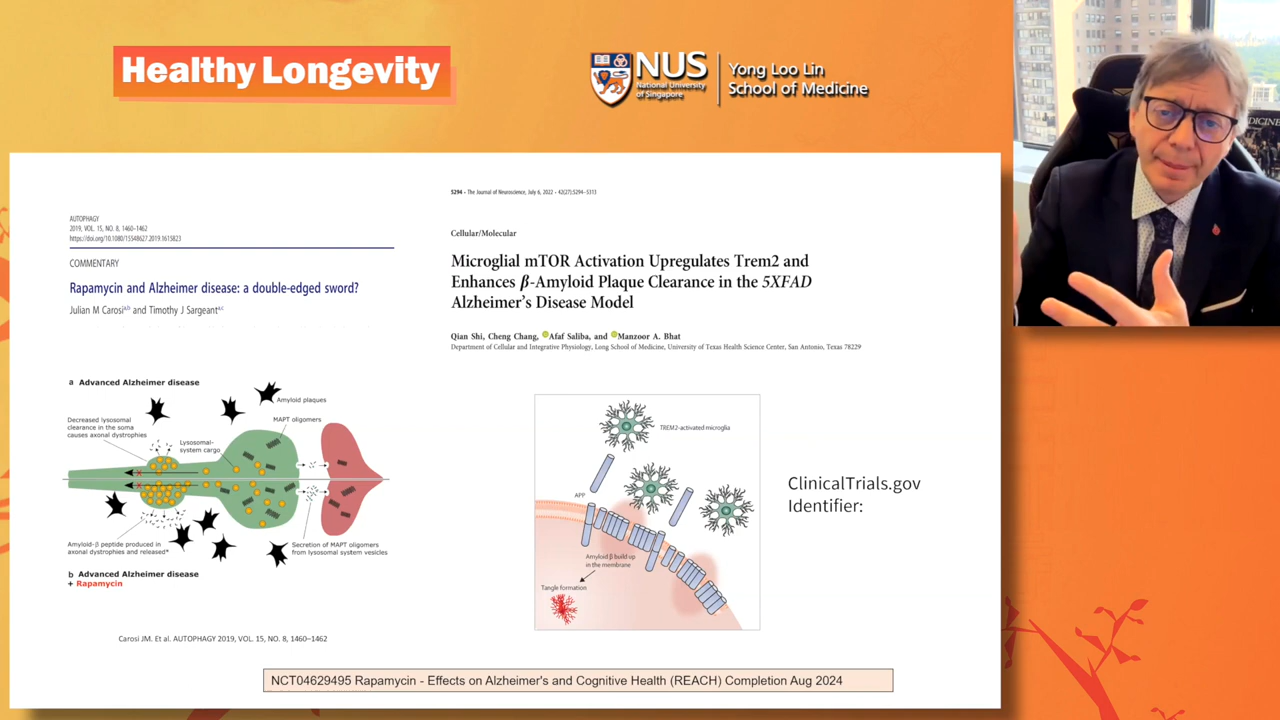 Healthy Longevity
NUS
National University
of Singapore
Yong Loo Lin
School of Medicine
MEDICINE
AUTOPHAGY
2019, VOL. 15, NO. 8, 1460–1462
https://doi.org/10.1080/15548627.2019.1615823
COMMENTARY
Rapamycin and Alzheimer disease: a double-edged sword?
Julian M Carosi a,b and Timothy J Sargeant a,c
a Advanced Alzheimer disease
Amyloid plaques
MAPT oligomers
Decreased lysosomal
clearance in the soma
causes axonal dystrophies
Lysosomal-
system cargo
Amyloid-β peptide produced in
axonal dystrophies and released*
Secretion of MAPT oligomers
from lysosomal system vesicles
b Advanced Alzheimer disease
+ Rapamycin
Carosi JM. Et al. AUTOPHAGY 2019, VOL. 15, NO. 8, 1460–1462
5294 • The Journal of Neuroscience, July 6, 2022 • 42(27):5294–5313
Cellular/Molecular
Microglial mTOR Activation Upregulates Trem2 and
Enhances β-Amyloid Plaque Clearance in the 5XFAD
Alzheimer's Disease Model
Qian Shi, Cheng Chang, Afaf Saliba, and Manzoor A. Bhat
Department of Cellular and Integrative Physiology, Long School of Medicine, University of Texas Health Science Center, San Antonio, Texas 78229
TREM2-activated microglia
APP
Amyloid β build up
in the membrane
Tangle formation
ClinicalTrials.gov
Identifier:
NCT04629495 Rapamycin - Effects on Alzheimer's and Cognitive Health (REACH) Completion Aug 2024